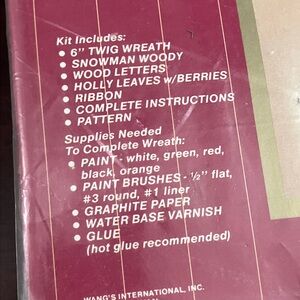 Kit Includes:
• 6" TWIG WREATH
• SNOWMAN WOODY
• WOOD LETTERS
• HOLLY LEAVES w/BERRIES
• RIBBON
• COMPLETE INSTRUCTIONS
• PATTERN
Supplies Needed
To Complete Wreath:
• PAINT - white, green, red,
black, orange
• PAINT BRUSHES - ½" flat,
#3 round, #1 liner
• GRAPHITE PAPER
• WATER BASE VARNISH
• GLUE
(hot glue recommended)
WANG'S INTERNATIONAL, INC.